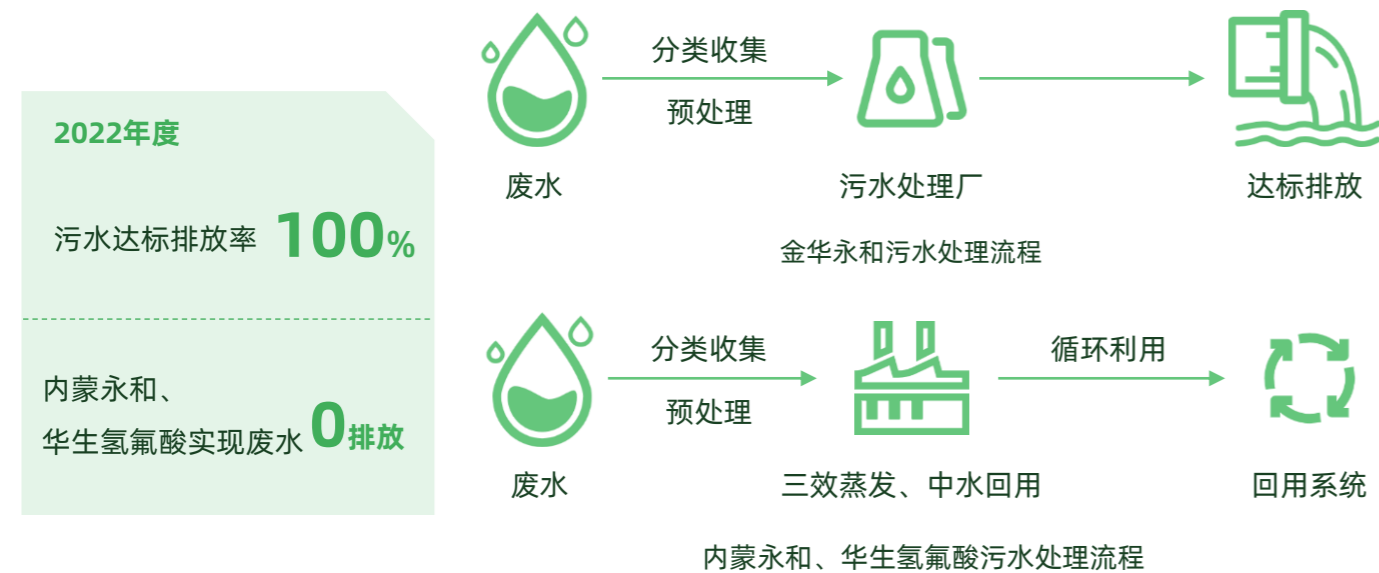 2022年度
污水达标排放率 100%
内蒙永和、
华生氢氟酸实现废水 0排放
分类收集
预处理
废水
污水处理厂
达标排放
金华永和污水处理流程
分类收集
预处理
循环利用
废水
三效蒸发、中水回用
回用系统
内蒙永和、华生氢氟酸污水处理流程